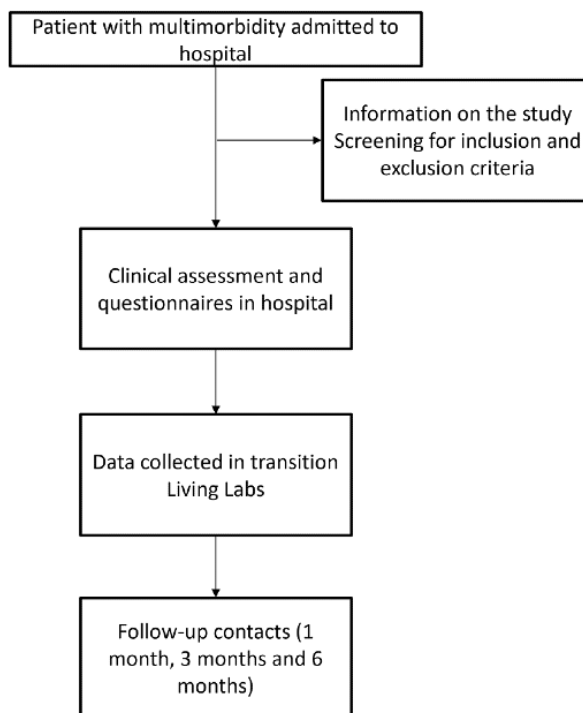 Patient with multimorbidity admitted to
hospital
Information on the study
Screening for inclusion and
exclusion criteria
Clinical assessment and
questionnaires in hospital
Data collected in transition
Living Labs
Follow-up contacts (1
month, 3 months and 6
months)